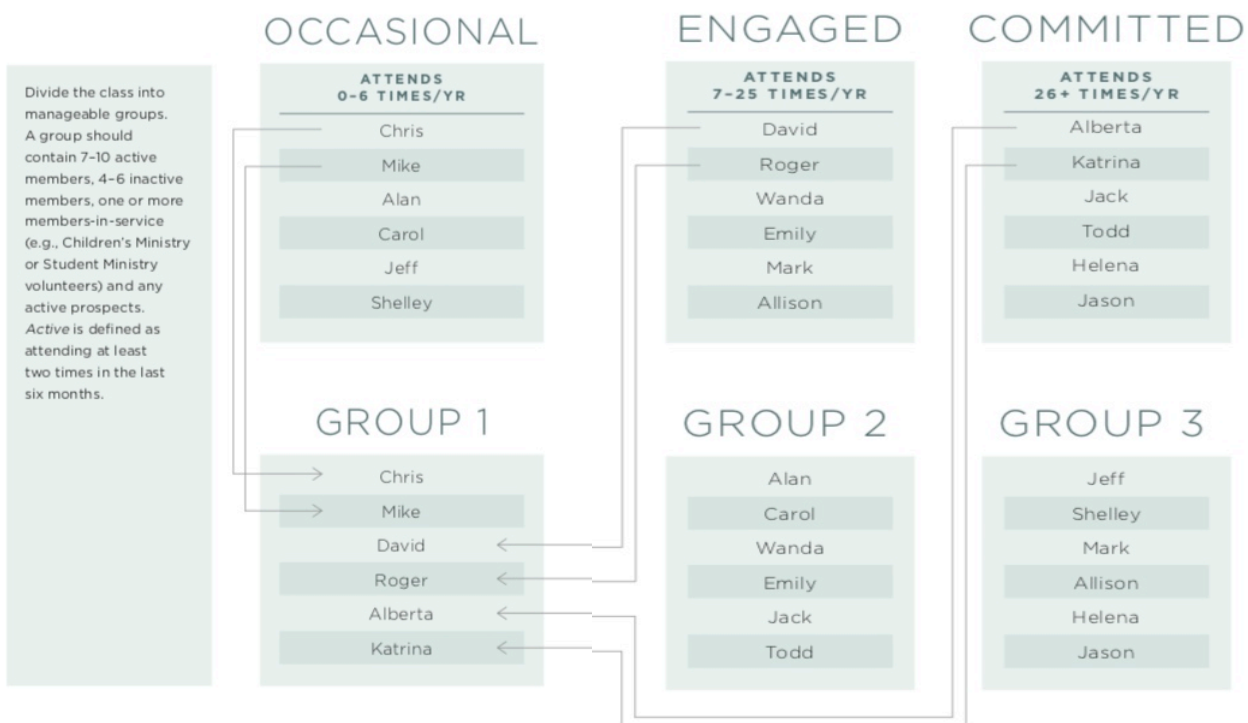 OCCASIONAL
ENGAGED
COMMITTED
Divide the class into
manageable groups.
A group should
contain 7–10 active
members, 4–6 inactive
members, one or more
members-in-service
(e.g., Children's Ministry
or Student Ministry
volunteers) and any
active prospects.
Active is defined as
attending at least
two times in the last
six months.
ATTENDS
0–6 TIMES/YR
Chris
Mike
Alan
Carol
Jeff
Shelley
ATTENDS
7–25 TIMES/YR
David
Roger
Wanda
Emily
Mark
Allison
ATTENDS
26+ TIMES/YR
Alberta
Katrina
Jack
Todd
Helena
Jason
GROUP 1
Chris
Mike
David
Roger
Alberta
Katrina
GROUP 2
Alan
Carol
Wanda
Emily
Jack
Todd
GROUP 3
Jeff
Shelley
Mark
Allison
Helena
Jason